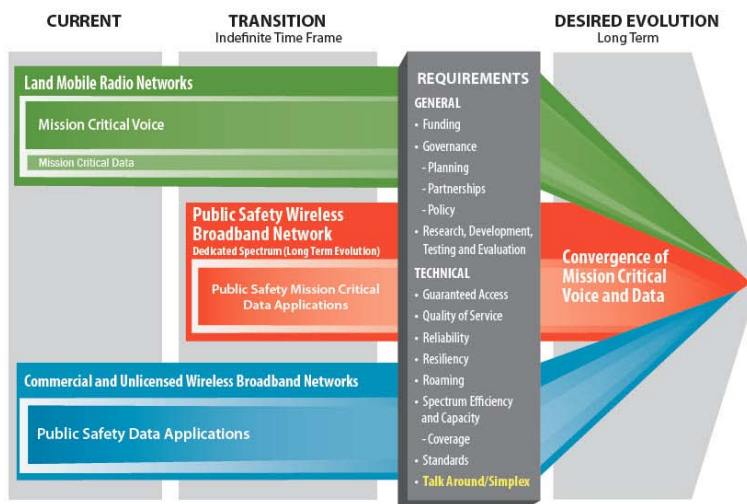 CURRENT
TRANSITION
Indefinite Time Frame
DESIRED EVOLUTION
Long Term
Land Mobile Radio Networks
Mission Critical Voice
Mission Critical Data
Public Safety Wireless
Broadband Network
Dedicated Spectrum (Long Term Evolution)
Public Safety Mission Critical
Data Applications
Commercial and Unlicensed Wireless Broadband Networks
Public Safety Data Applications
REQUIREMENTS
GENERAL
• Funding
• Governance
- Planning
- Partnerships
- Policy
• Research, Development,
Testing and Evaluation
TECHNICAL
• Guaranteed Access
• Quality of Service
• Reliability
• Resiliency
• Roaming
• Spectrum Efficiency
and Capacity
- Coverage
• Standards
• Talk Around/Simplex
Convergence of
Mission Critical
Voice and Data